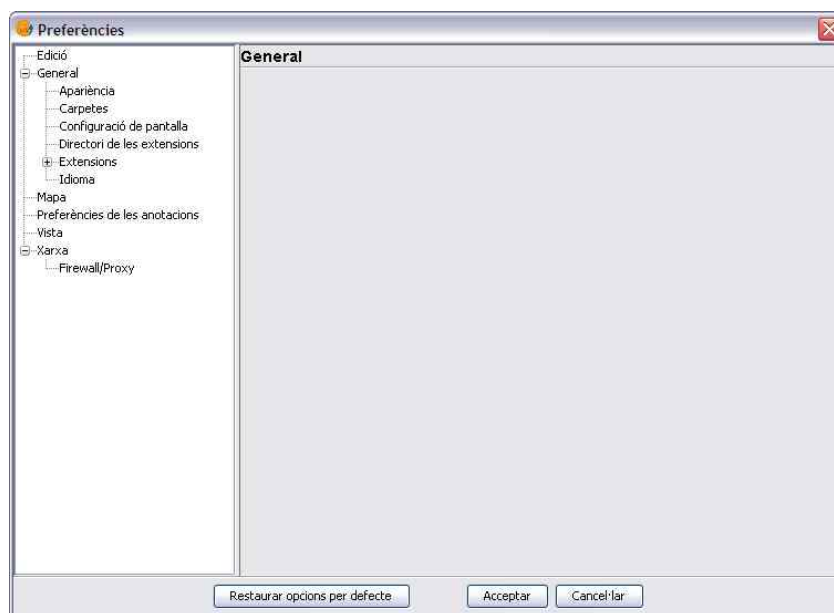 Preferències
Edició
General
Apariència
Carpetes
Configuració de pantalla
Directori de les extensions
Extensions
Idioma
Mapa
Preferències de les anotacions
Vista
Xarxa
Firewall/Proxy
General
Restaurar opcions per defecte
Acceptar
Cancel·lar